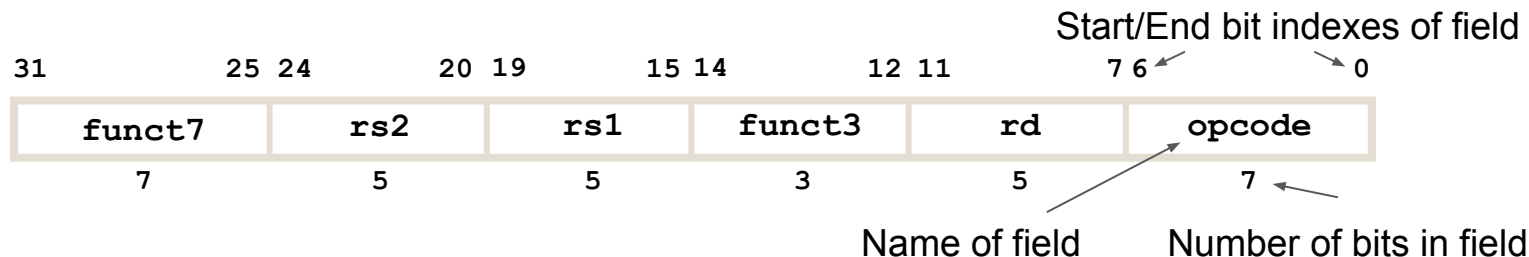 Start/End bit indexes of field
31 25 24 20 19 15 14 12 11 7 6 0
funct7 rs2 rs1 funct3 rd opcode
7 5 5 3 5 7
Name of field Number of bits in field